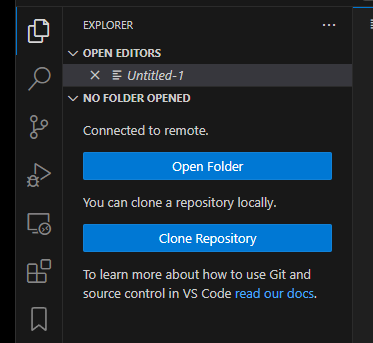 EXPLORER
OPEN EDITORS
Untitled-1
NO FOLDER OPENED
Connected to remote.
Open Folder
You can clone a repository locally.
Clone Repository
To learn more about how to use Git and
source control in VS Code read our docs.